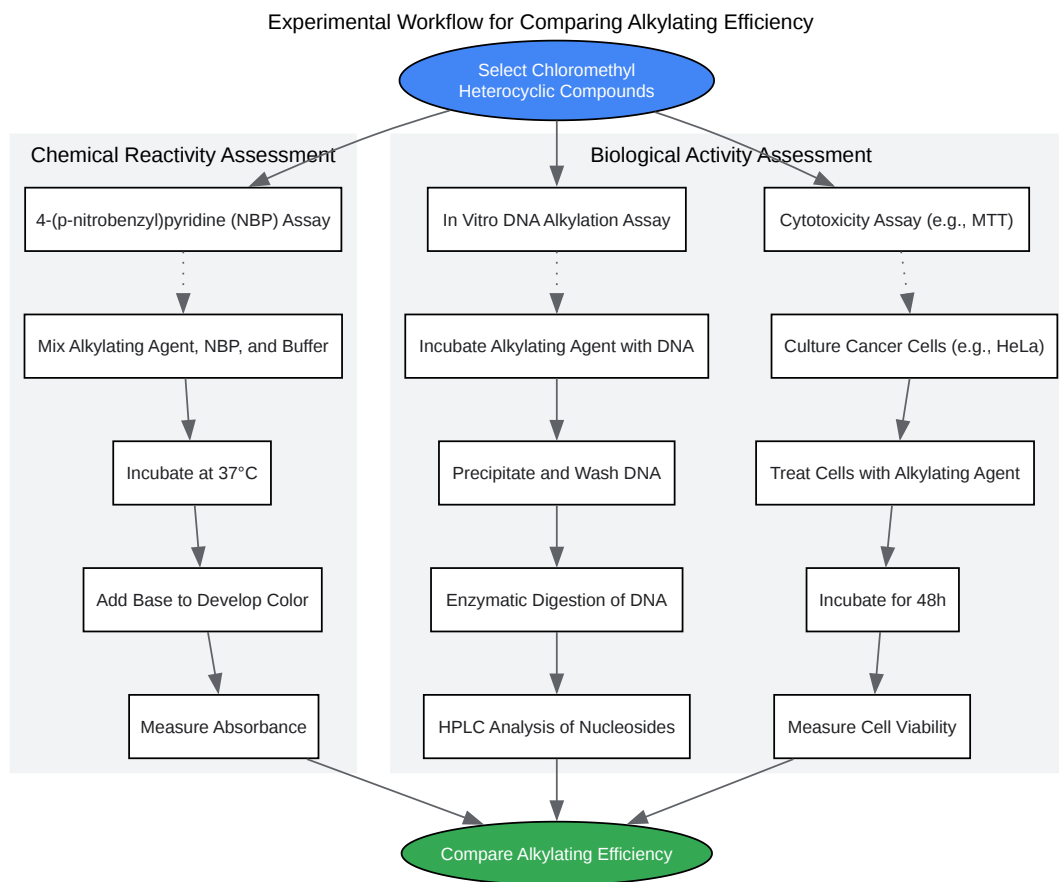 Experimental Workflow for Comparing Alkylating Efficiency
Select Chloromethyl
Heterocyclic Compounds
Chemical Reactivity Assessment
Biological Activity Assessment
4-(p-nitrobenzyl)pyridine (NBP) Assay
In Vitro DNA Alkylation Assay
Cytotoxicity Assay (e.g., MTT)
Mix Alkylating Agent, NBP, and Buffer
Incubate Alkylating Agent with DNA
Culture Cancer Cells (e.g., HeLa)
Incubate at 37°C
Precipitate and Wash DNA
Treat Cells with Alkylating Agent
Add Base to Develop Color
Enzymatic Digestion of DNA
Incubate for 48h
Measure Absorbance
HPLC Analysis of Nucleosides
Measure Cell Viability
Compare Alkylating Efficiency